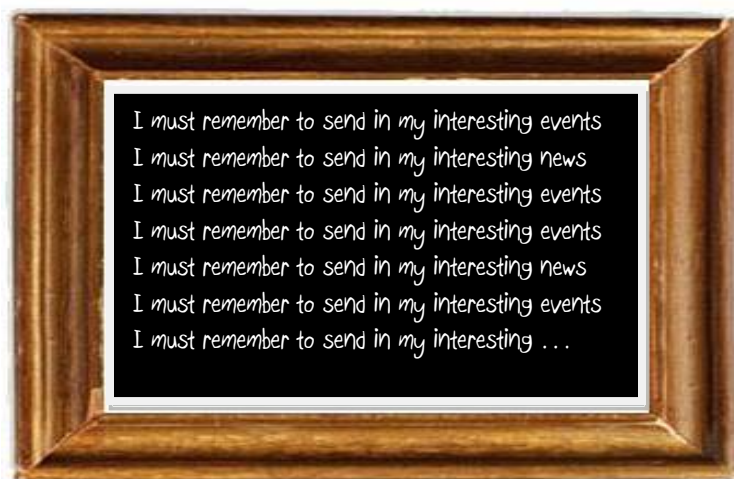 I must remember to send in my interesting events
I must remember to send in my interesting news
I must remember to send in my interesting events
I must remember to send in my interesting events
I must remember to send in my interesting news
I must remember to send in my interesting events
I must remember to send in my interesting ...